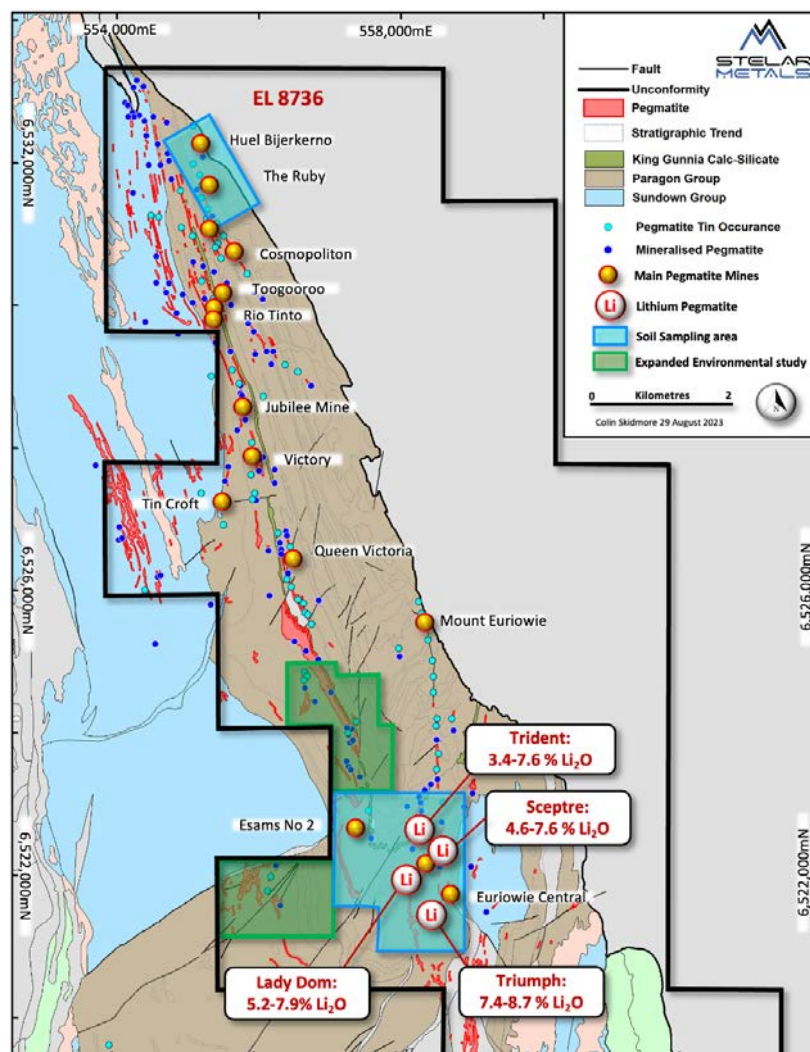 554,000mE
558,000mE
STELAR
METALS
EL 8736
Fault
Unconformity
Pegmatite
Stratigraphic Trend
King Gunnia Calc-Silicate
Paragon Group
Sundown Group
Pegmatite Tin Occurance
Mineralised Pegmatite
Main Pegmatite Mines
Li
Lithium Pegmatite
Soil Sampling area
Expanded Environmental study
0 Kilometres 2
N
Colin Skidmore 29 August 2023
6,532,000mN
6,532,000mN
Huel Bijerkerno
The Ruby
Cosmopoliton
Toogooroo
Rio Tinto
Jubilee Mine
Victory
Tin Croft
Queen Victoria
6,526,000mN
6,526,000mN
Mount Euriowie
Trident:
3.4-7.6 % Li₂O
Sceptre:
4.6-7.6 % Li₂O
Esams No 2
Li
Li
Li
Li
Euriowie Central
6,522,000mN
6,522,000mN
Lady Dom:
5.2-7.9% Li₂O
Triumph:
7.4-8.7 % Li₂O